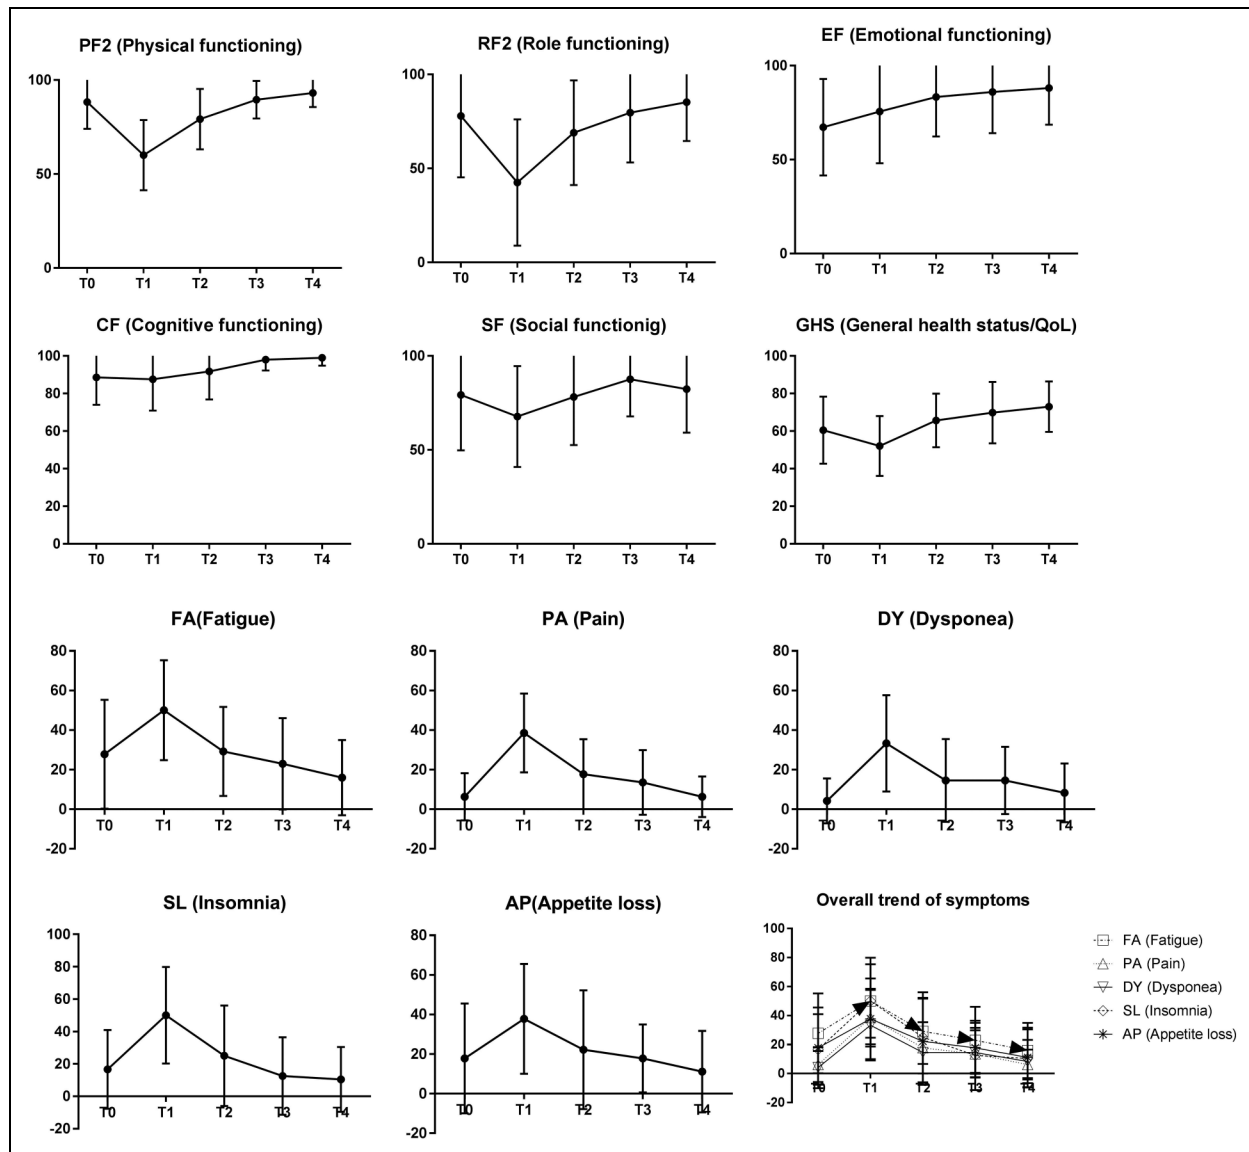 PF2 (Physical functioning)
100
50
0
T0 T1 T2 T3 T4
RF2 (Role functioning)
100
50
0
T0 T1 T2 T3 T4
EF (Emotional functioning)
100
50
0
T0 T1 T2 T3 T4
CF (Cognitive functioning)
100
80
60
40
20
0
T0 T1 T2 T3 T4
SF (Social functionig)
100
50
0
T0 T1 T2 T3 T4
GHS (General health status/QoL)
100
80
60
40
20
0
T0 T1 T2 T3 T4
FA(Fatigue)
80
60
40
20
0
-20
T0 T1 T2 T3 T4
PA (Pain)
80
60
40
20
0
-20
T0 T1 T2 T3 T4
DY (Dysponea)
80
60
40
20
0
-20
T0 T1 T2 T3 T4
SL (Insomnia)
100
80
60
40
20
0
-20
T0 T1 T2 T3 T4
AP(Appetite loss)
80
60
40
20
0
-20
T0 T1 T2 T3 T4
Overall trend of symptoms
100
80
60
40
20
0
-20
T0 T1 T2 T3 T4
FA (Fatigue)
PA (Pain)
DY (Dysponea)
SL (Insomnia)
AP (Appetite loss)